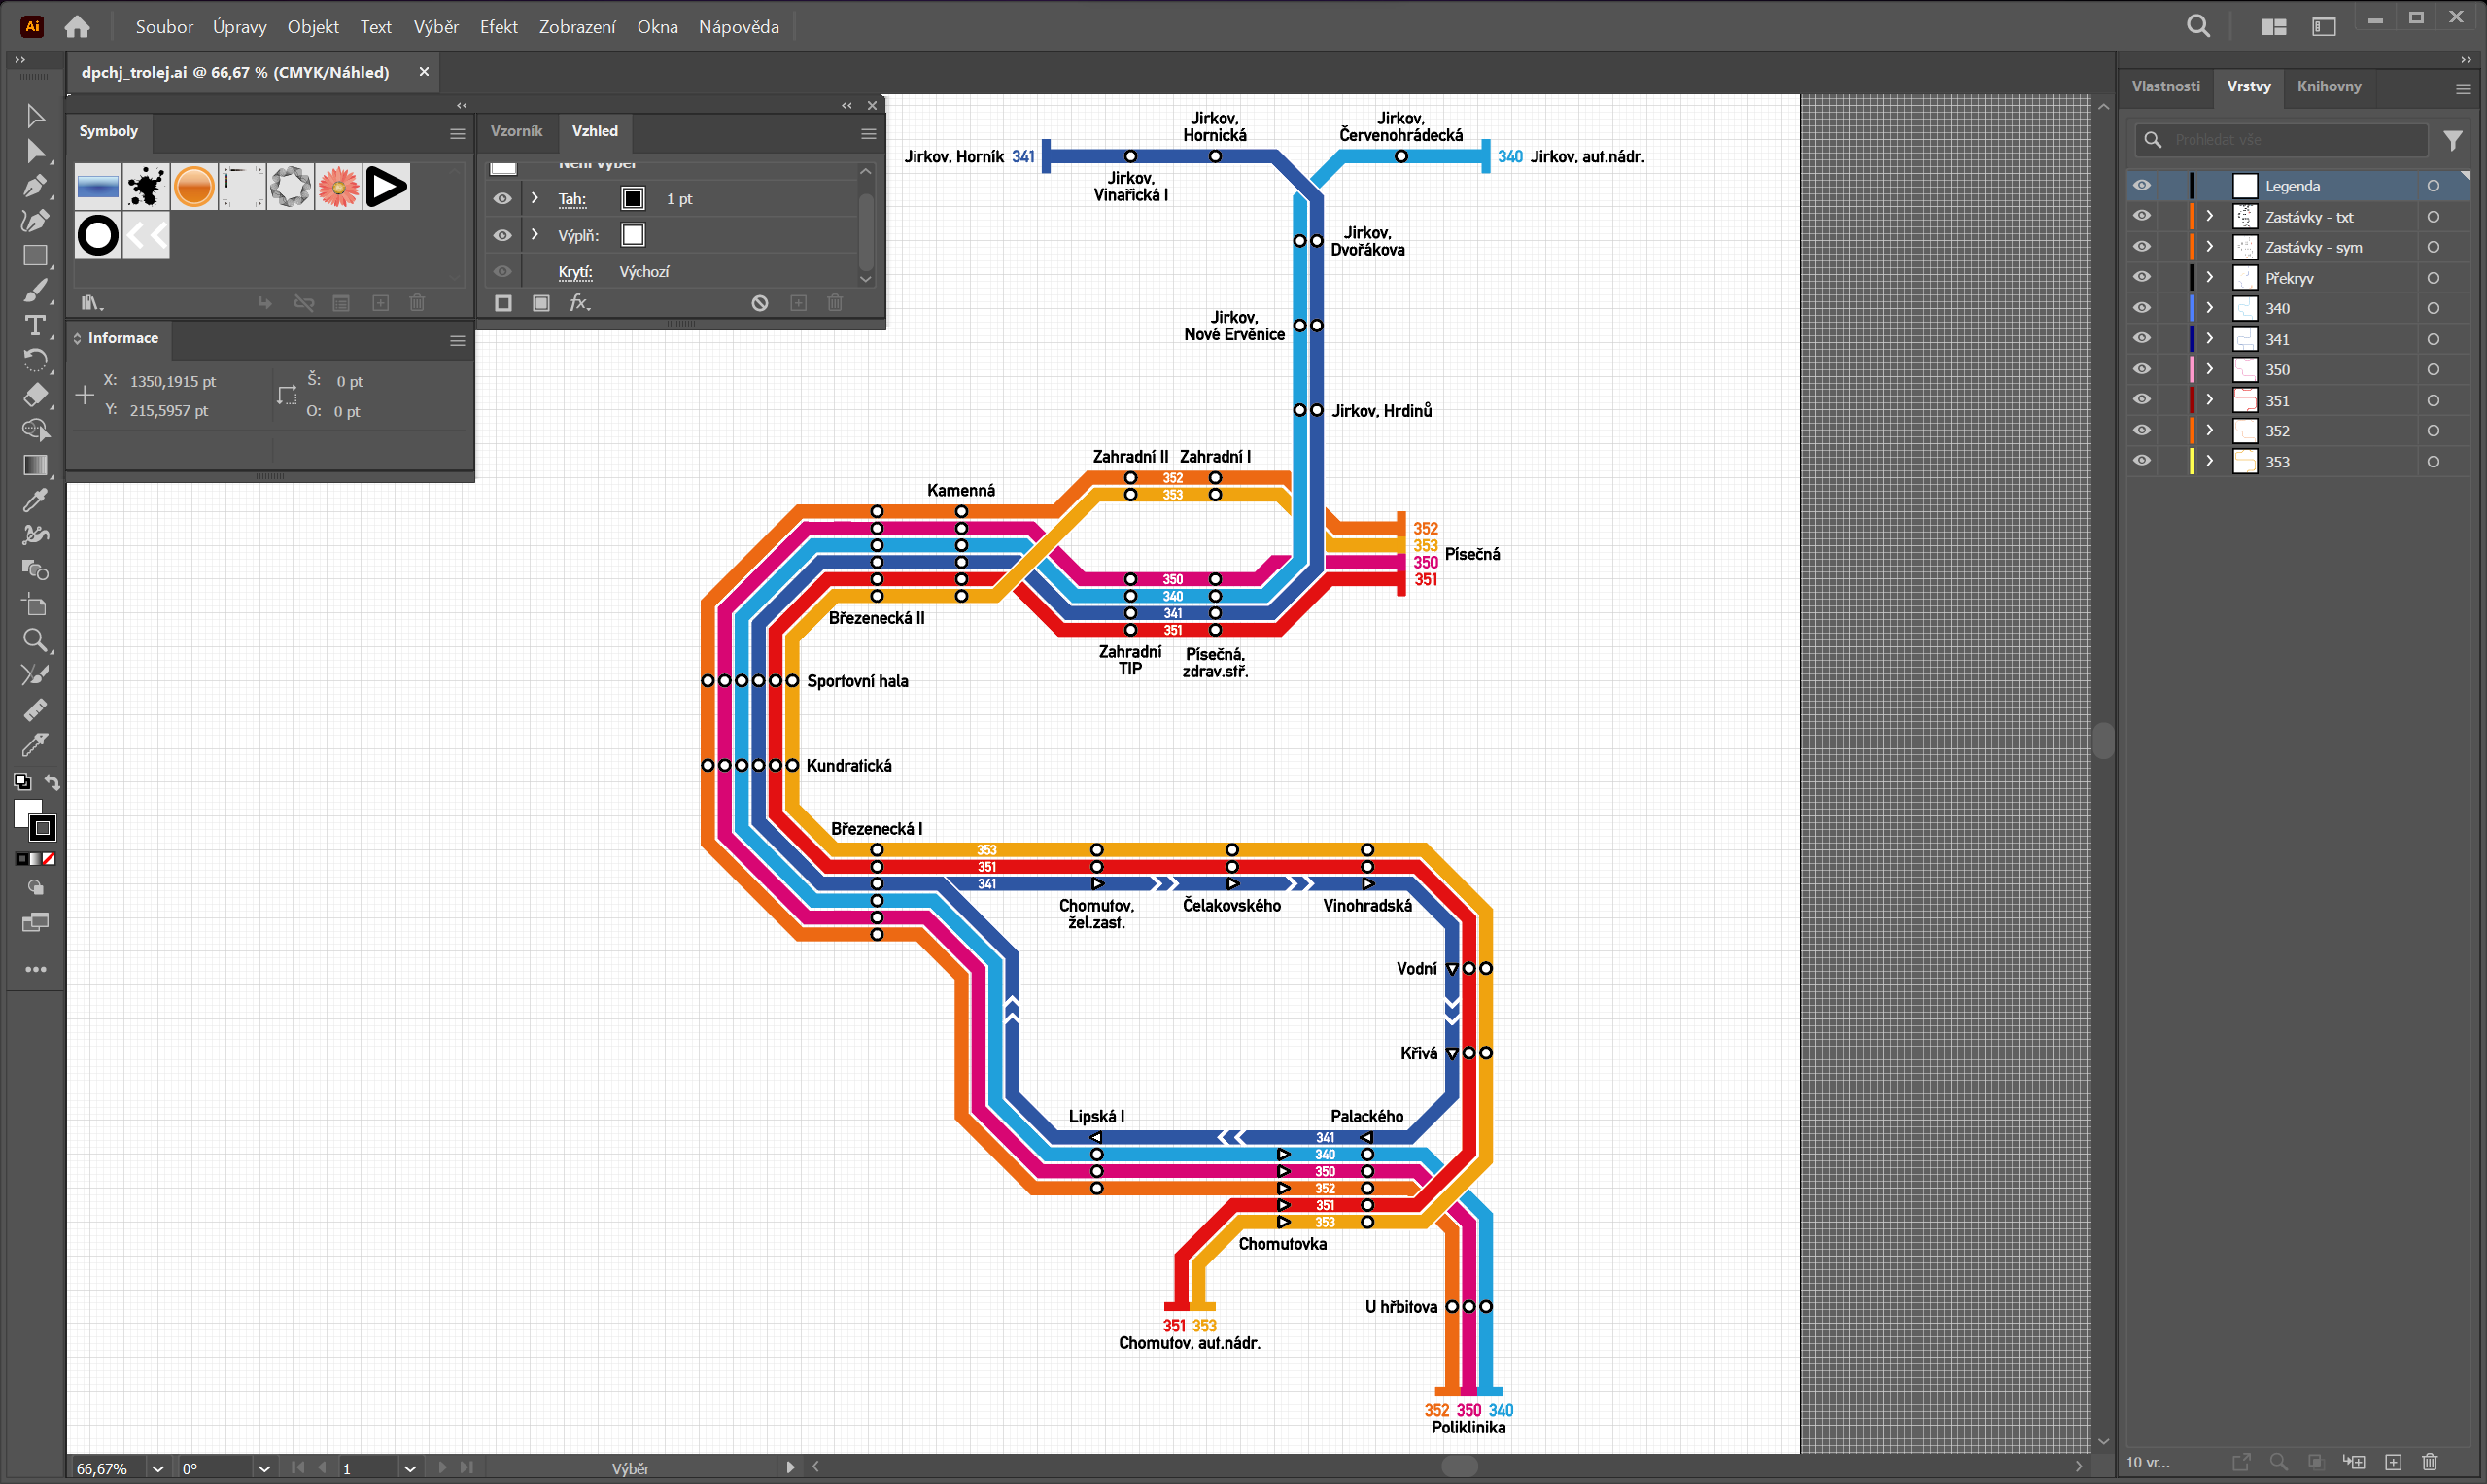 Ai
Soubor Úpravy Objekt Text Výběr Efekt Zobrazení Okna Nápověda
dpchj_trolej.ai @ 66,67 % (CMYK/Náhled)
Symboly
Vzorník Vzhled
Není výběr
Tah: 1 pt
Výplň:
Krytí: Výchozí
fx
Informace
X: 1350,1915 pt
Y: 215,5957 pt
Š: 0 pt
O: 0 pt
Vlastnosti Vrstvy Knihovny
Prohledat vše
Legenda
Zastávky - txt
Zastávky - sym
Překryv
340
341
350
351
352
353
10 vr...
Jirkov, Horník 341
Jirkov,
Hornická
Jirkov,
Vinařická I
Jirkov,
Červenohrádecká
340 Jirkov, aut.nádr.
Jirkov,
Dvořákova
Jirkov,
Nové Ervěnice
Jirkov, Hrdinů
Zahradní II Zahradní I
352
353
Kamenná
352
353
350
351
Písečná
350
340
341
351
Březenecká II
Zahradní
TIP
Písečná,
zdrav.stř.
Sportovní hala
Kundratická
Březenecká I
353
351
341
Chomutov,
žel.zast.
Čelakovského
Vinohradská
Vodní
Křivá
Lipská I
Palackého
341
340
350
352
351
353
Chomutovka
U hřbitova
351 353
Chomutov, aut.nádr.
352 350 340
Poliklinika
66,67% 0° 1 Výběr